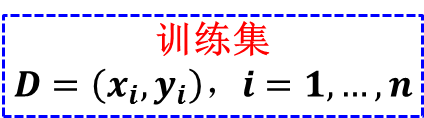 训练集
D = (xᵢ, yᵢ)，i = 1, ..., n